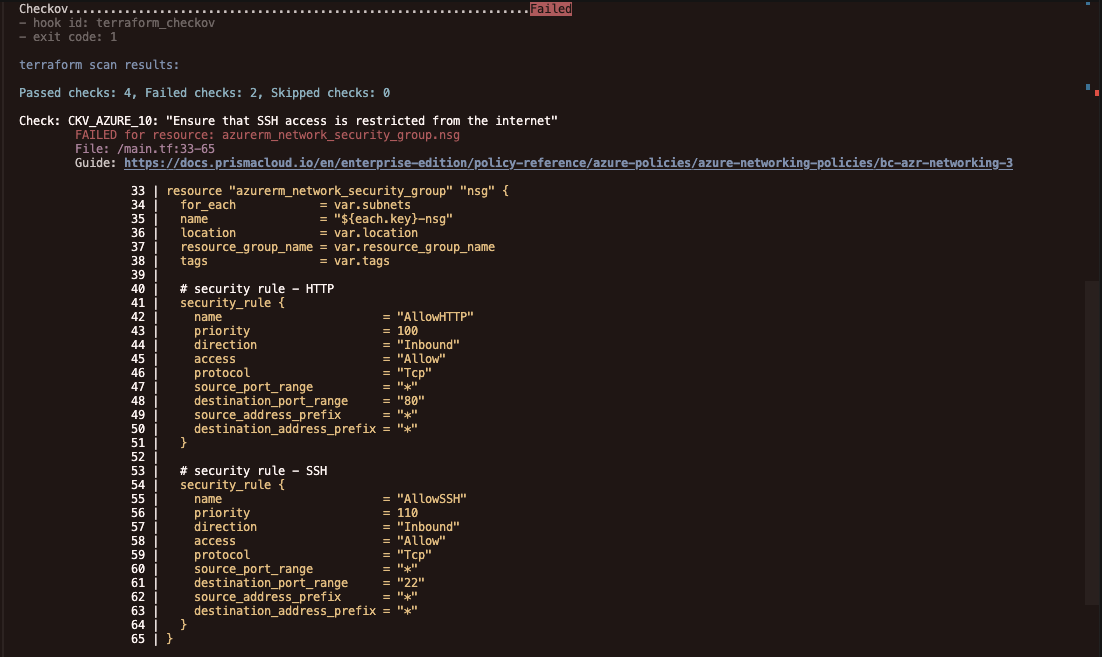 Checkov..................................................................Failed
- hook id: terraform_checkov
- exit code: 1
terraform scan results:
Passed checks: 4, Failed checks: 2, Skipped checks: 0
Check: CKV_AZURE_10: "Ensure that SSH access is restricted from the internet"
        FAILED for resource: azurerm_network_security_group.nsg
        File: /main.tf:33-65
        Guide: https://docs.prismacloud.io/en/enterprise-edition/policy-reference/azure-policies/azure-networking-policies/bc-azr-networking-3
                33 | resource "azurerm_network_security_group" "nsg" {
                34 |   for_each            = var.subnets
                35 |   name                = "${each.key}-nsg"
                36 |   location            = var.location
                37 |   resource_group_name = var.resource_group_name
                38 |   tags                = var.tags
                39 |
                40 |   # security rule - HTTP
                41 |   security_rule {
                42 |     name                       = "AllowHTTP"
                43 |     priority                   = 100
                44 |     direction                  = "Inbound"
                45 |     access                     = "Allow"
                46 |     protocol                   = "Tcp"
                47 |     source_port_range          = "*"
                48 |     destination_port_range     = "80"
                49 |     source_address_prefix      = "*"
                50 |     destination_address_prefix = "*"
                51 |   }
                52 |
                53 |   # security rule - SSH
                54 |   security_rule {
                55 |     name                       = "AllowSSH"
                56 |     priority                   = 110
                57 |     direction                  = "Inbound"
                58 |     access                     = "Allow"
                59 |     protocol                   = "Tcp"
                60 |     source_port_range          = "*"
                61 |     destination_port_range     = "22"
                62 |     source_address_prefix      = "*"
                63 |     destination_address_prefix = "*"
                64 |   }
                65 | }